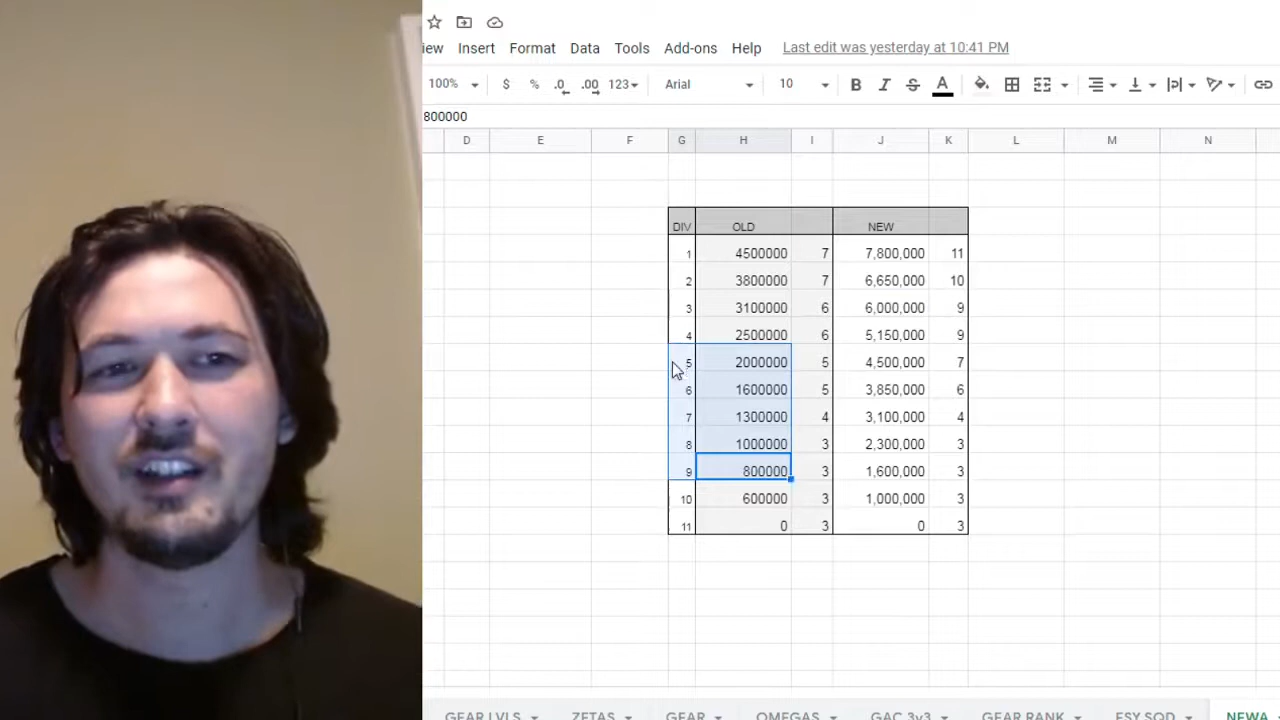 iew Insert Format Data Tools Add-ons Help Last edit was yesterday at 10:41 PM
100% $ % .0 .00 123 Arial 10 B I S A
800000
D E F G H I J K L M N
DIV OLD NEW
1 4500000 7 7,800,000 11
2 3800000 7 6,650,000 10
3 3100000 6 6,000,000 9
4 2500000 6 5,150,000 9
5 2000000 5 4,500,000 7
6 1600000 5 3,850,000 6
7 1300000 4 3,100,000 4
8 1000000 3 2,300,000 3
9 800000 3 1,600,000 3
10 600000 3 1,000,000 3
11 0 3 0 3
GEAR LVLS ZETAS GEAR OMEGAS GAC 3v3 GEAR RANK ESY SQD NEWA